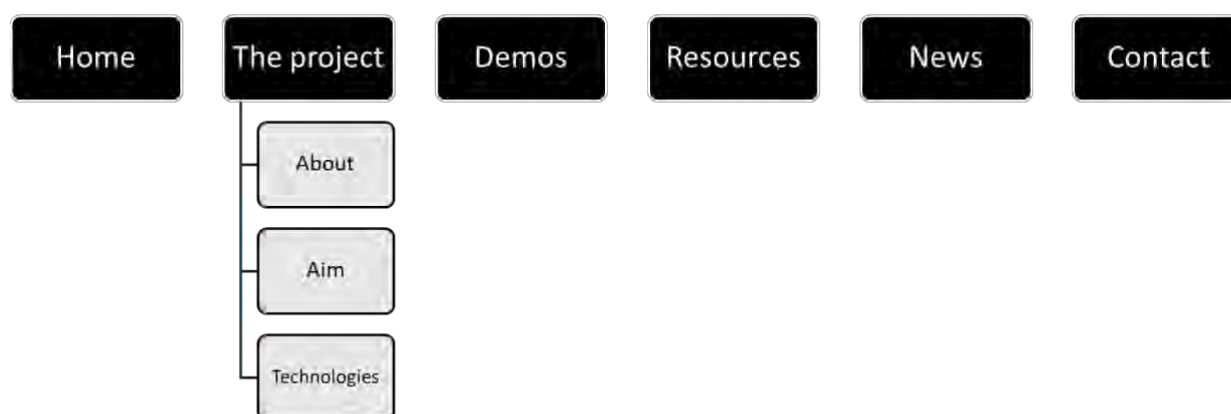 Home
The project
Demos
Resources
News
Contact
About
Aim
Technologies